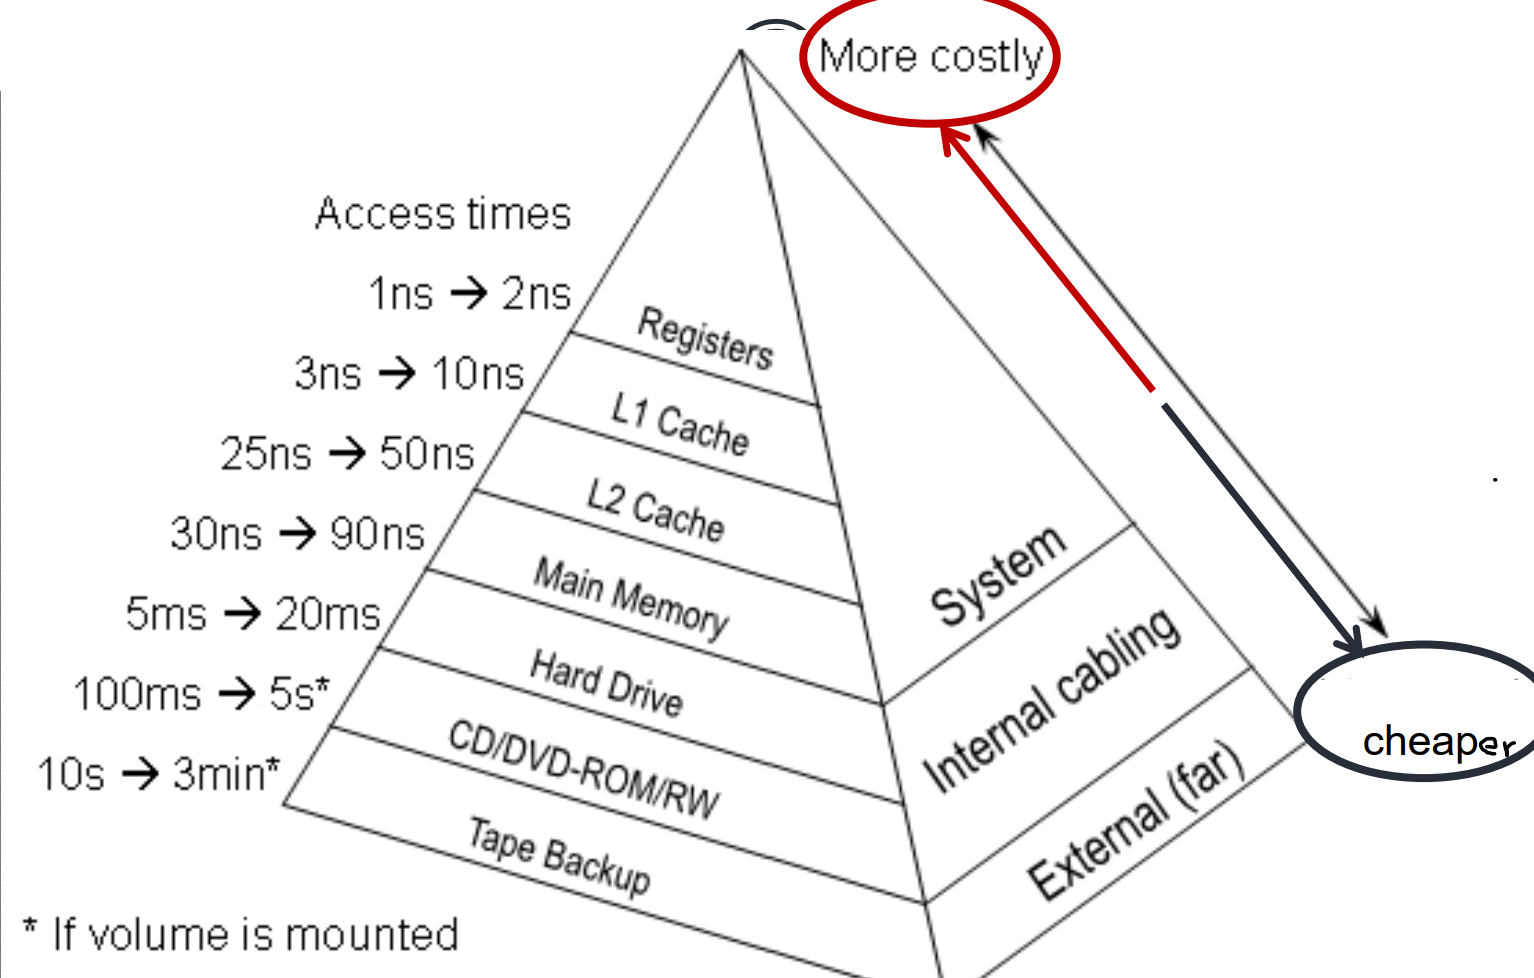 More costly
Access times
1ns → 2ns
Registers
3ns → 10ns
L1 Cache
25ns → 50ns
L2 Cache
30ns → 90ns
Main Memory
5ms → 20ms
Hard Drive
100ms → 5s*
CD/DVD-ROM/RW
10s → 3min*
Tape Backup
System
Internal cabling
External (far)
cheaper
* If volume is mounted